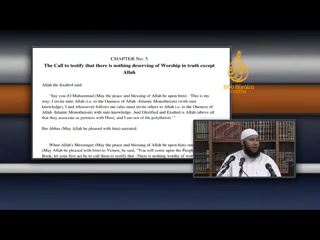 CHAPTER No: 5
The Call to testify that there is nothing deserving of Worship in truth except
Allah
Allah the Exalted said:
"Say you (O Muhammad (May the peace and blessing of Allah be upon him) : This is my
way; I invite unto Allah (i.e. to the Oneness of Allah -Islamic Monotheism) with sure
knowledge, I and whosoever follows me (also must invite others to Allah i.e. to the Oneness
of Allah -Islamic Monotheism) with sure knowledge. And Glorified and Exalted is Allah (above all
that they associate as partners with Him), and I am not of the polytheists."
Ibn Abbas (May Allah be pleased with him) narrated:
When Allah's Messenger (May the peace and blessing of Allah be upon him) sent
(May Allah be pleased with him) to Yemen, he said, "You will come upon the People
Book, let your first act be to call them to testify that -There is nothing worthy of